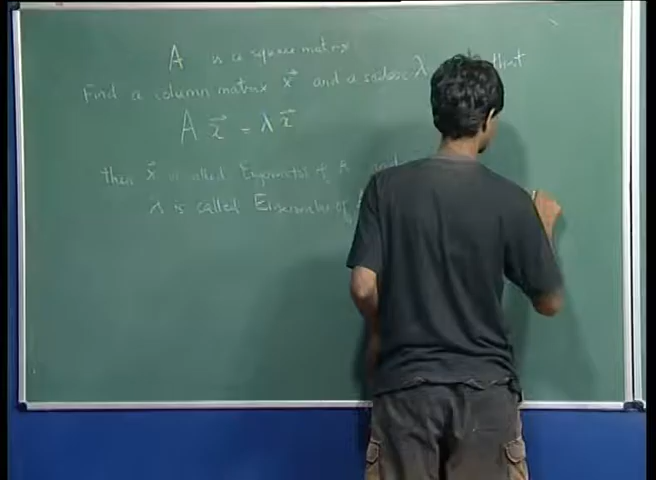 A is a square matrix
Find a column matrix x⃗ and a scalar λ that
A x⃗ = λ x⃗
then x⃗ is called Eigenvector of A and
λ is called Eigenvalue of